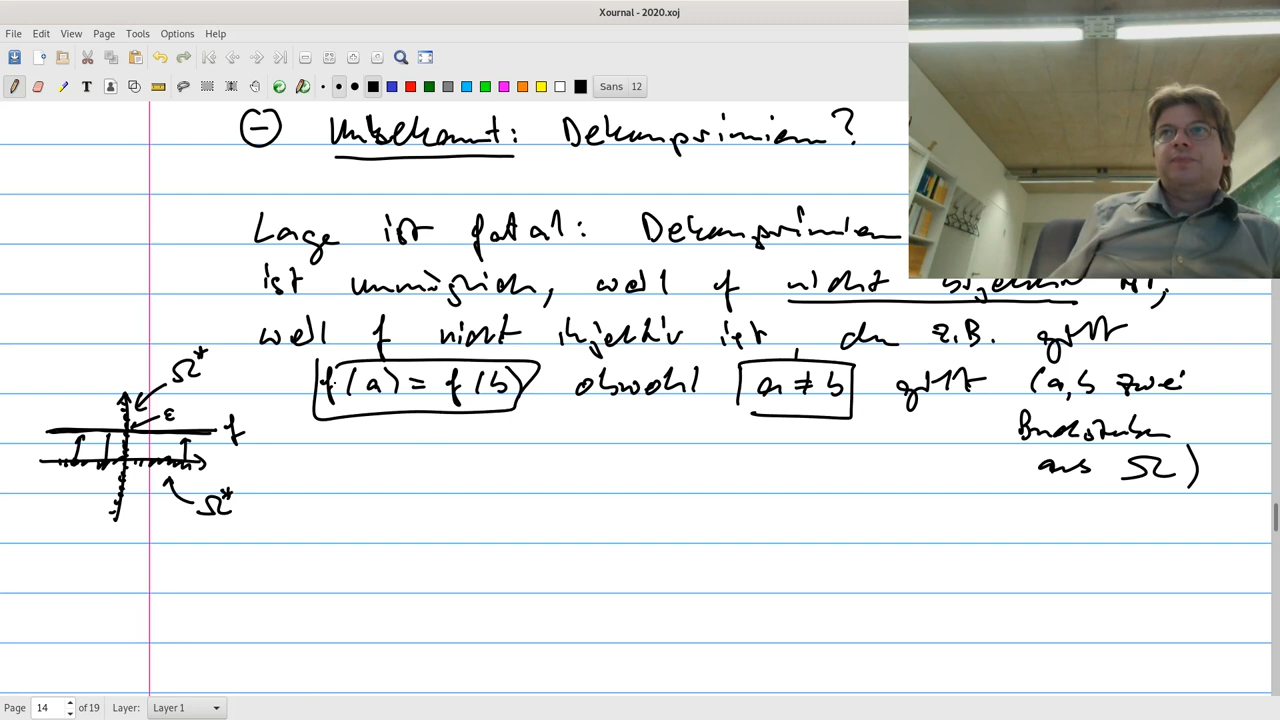 Xournal - 2020.xoj
File Edit View Page Tools Options Help
Sans 12
⊖ Unbekannt: Dekomprimieren?
Lage ist fatal: Dekomprimieren
ist unmöglich, weil f nicht bijektiv ist,
weil f nicht injektiv ist, da z.B. gilt
f(a) = f(b) obwohl a ≠ b gilt (a, b zwei
Buchstaben
aus Ω)
Ω*
ε
f
Ω*
Page 14 of 19 Layer: Layer 1